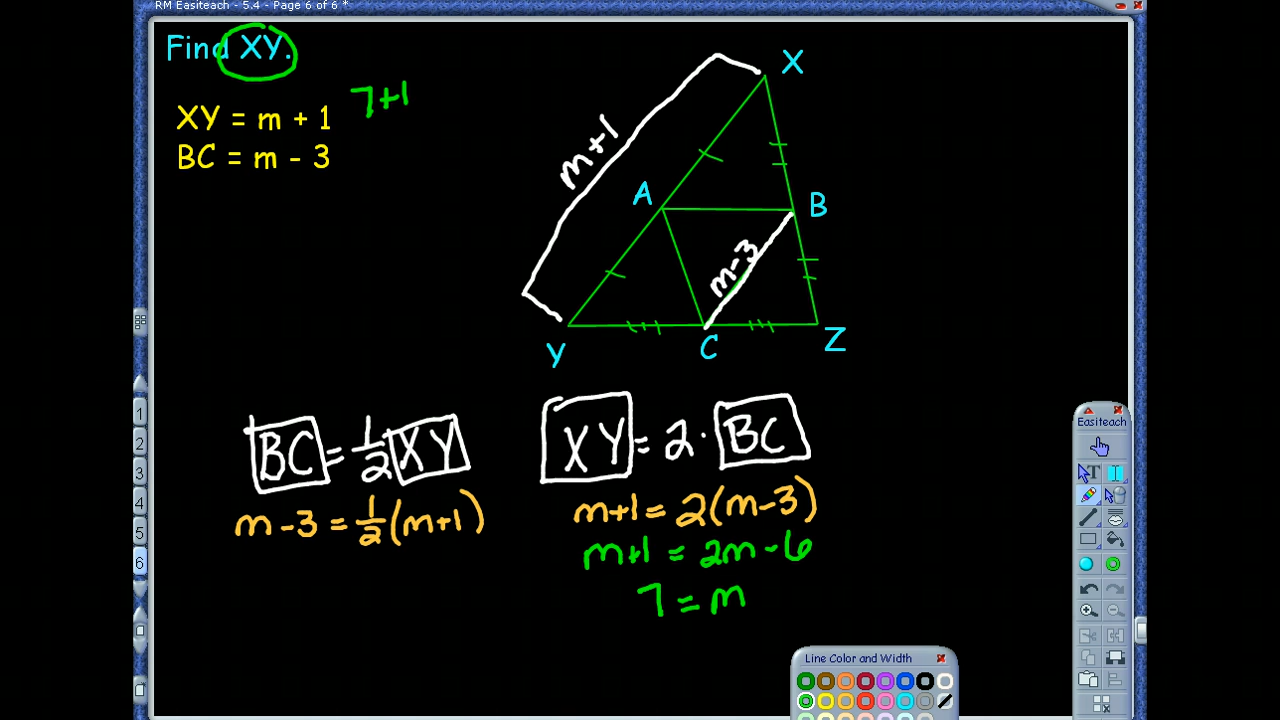 RM Easiteach - 5.4 - Page 6 of 6 *
Find XY.
XY = m + 1
7+1
BC = m - 3
X
m+1
A
B
m-3
Y
C
Z
BC = 1/2 XY
XY = 2 · BC
m-3 = 1/2(m+1)
m+1 = 2(m-3)
m+1 = 2m-6
7 = m
1
2
3
4
5
6
Easiteach
T
Line Color and Width